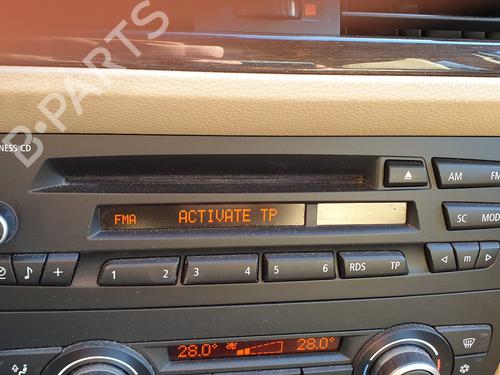 B-PARTS
NESS CD
AM FM
FMA ACTIVATE TP
SC MOD
1 2 3 4 5 6 RDS TP
m
28.0° 28.0°